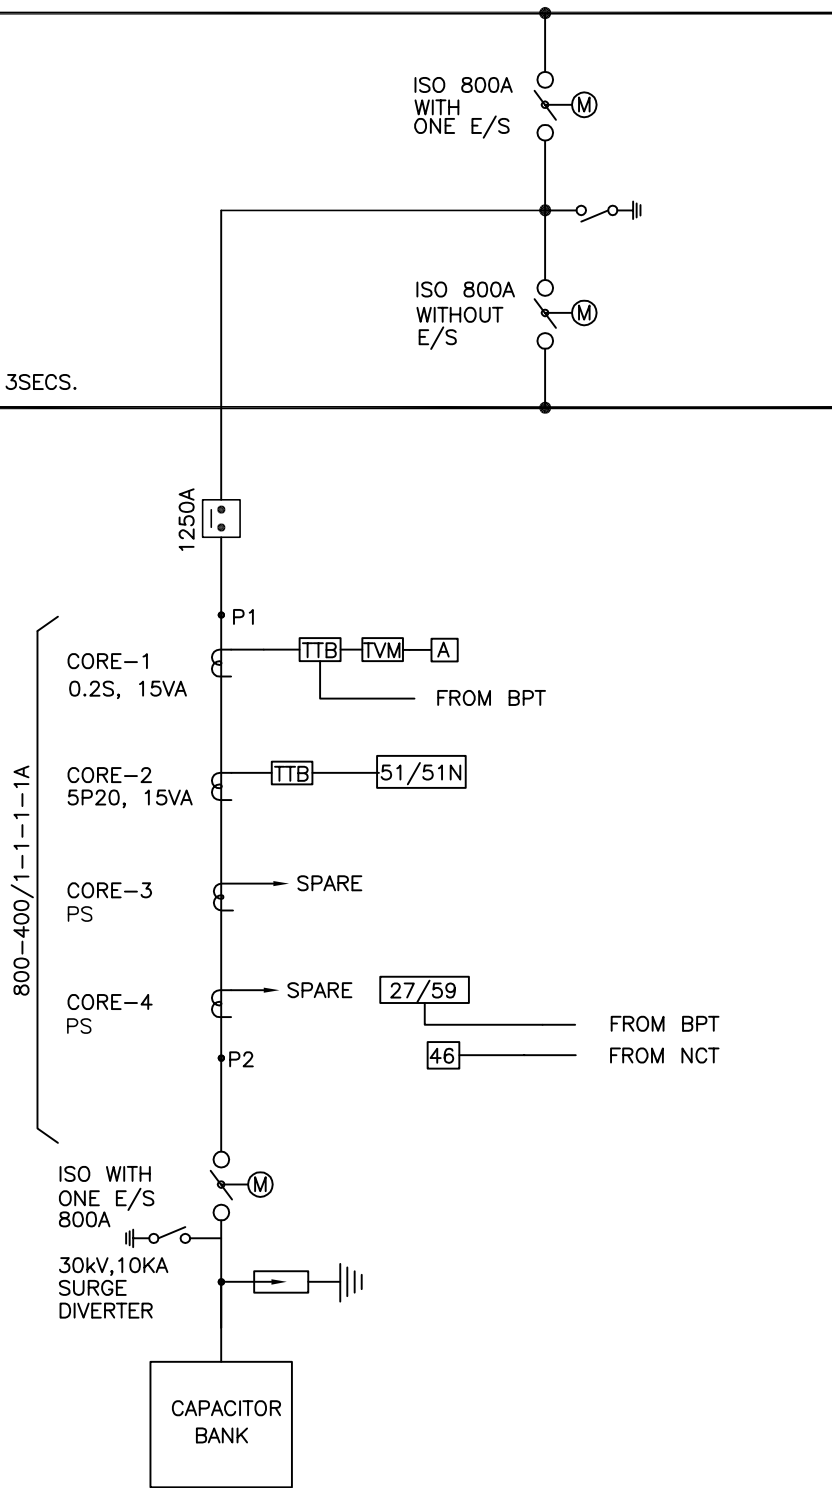 ISO 800A
WITH
ONE E/S
M
ISO 800A
WITHOUT
E/S
M
3SECS.
1250A
P1
CORE-1
0.2S, 15VA
TTB
TVM
A
FROM BPT
CORE-2
5P20, 15VA
TTB
51/51N
800-400/1-1-1-1A
CORE-3
PS
SPARE
CORE-4
PS
SPARE
27/59
FROM BPT
46
FROM NCT
P2
ISO WITH
ONE E/S
800A
M
30kV,10KA
SURGE
DIVERTER
CAPACITOR
BANK